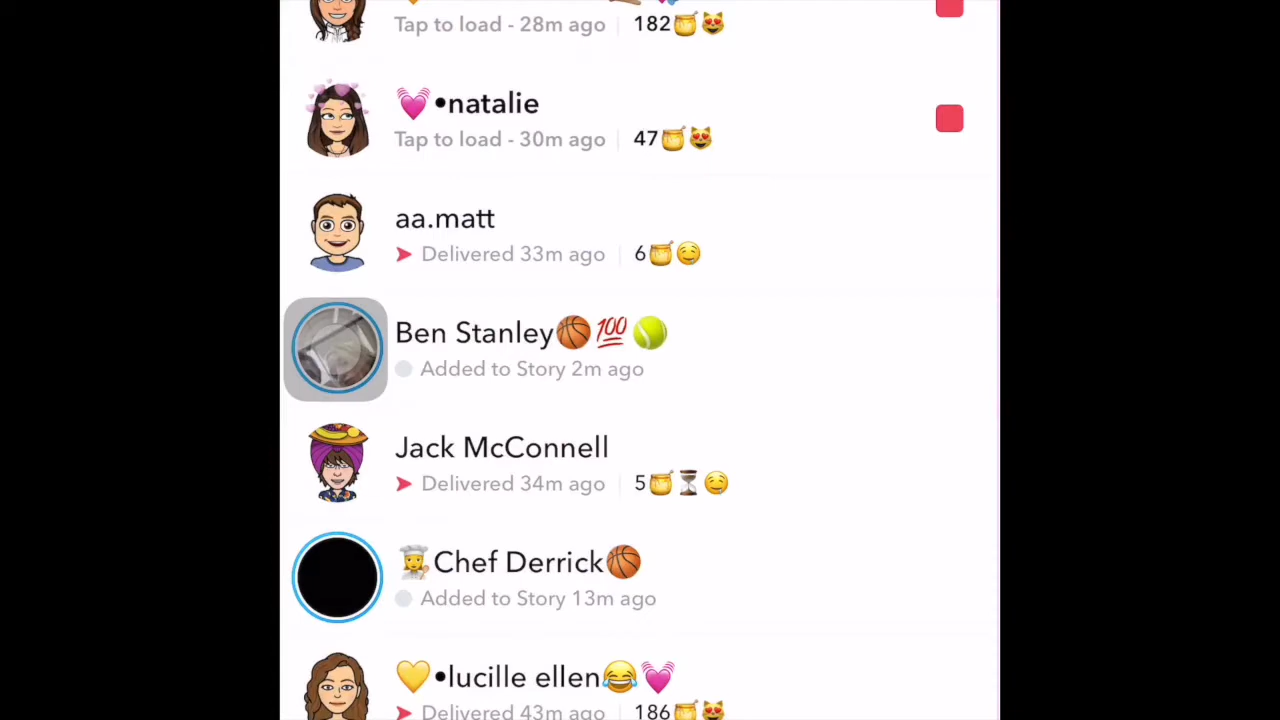 Tap to load - 28m ago 182🍯😻
💓•natalie
Tap to load - 30m ago 47🍯😻
aa.matt
Delivered 33m ago 6🍯🤤
Ben Stanley🏀💯🎾
Added to Story 2m ago
Jack McConnell
Delivered 34m ago 5🍯⏳🤤
👩‍🍳Chef Derrick🏀
Added to Story 13m ago
💛•lucille ellen😂💓
Delivered 43m ago 186🍯😻